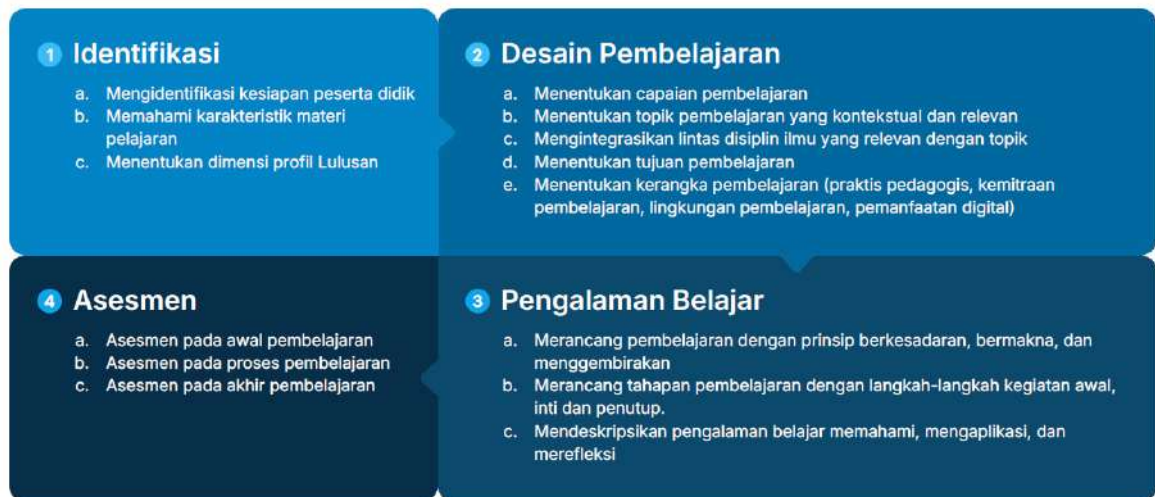 1 Identifikasi
a. Mengidentifikasi kesiapan peserta didik
b. Memahami karakteristik materi
pelajaran
c. Menentukan dimensi profil Lulusan
2 Desain Pembelajaran
a. Menentukan capaian pembelajaran
b. Menentukan topik pembelajaran yang kontekstual dan relevan
c. Mengintegrasikan lintas disiplin ilmu yang relevan dengan topik
d. Menentukan tujuan pembelajaran
e. Menentukan kerangka pembelajaran (praktis pedagogis, kemitraan
pembelajaran, lingkungan pembelajaran, pemanfaatan digital)
3 Pengalaman Belajar
a. Merancang pembelajaran dengan prinsip berkesadaran, bermakna, dan
menggembirakan
b. Merancang tahapan pembelajaran dengan langkah-langkah kegiatan awal,
inti dan penutup.
c. Mendeskripsikan pengalaman belajar memahami, mengaplikasi, dan
merefleksi
4 Asesmen
a. Asesmen pada awal pembelajaran
b. Asesmen pada proses pembelajaran
c. Asesmen pada akhir pembelajaran